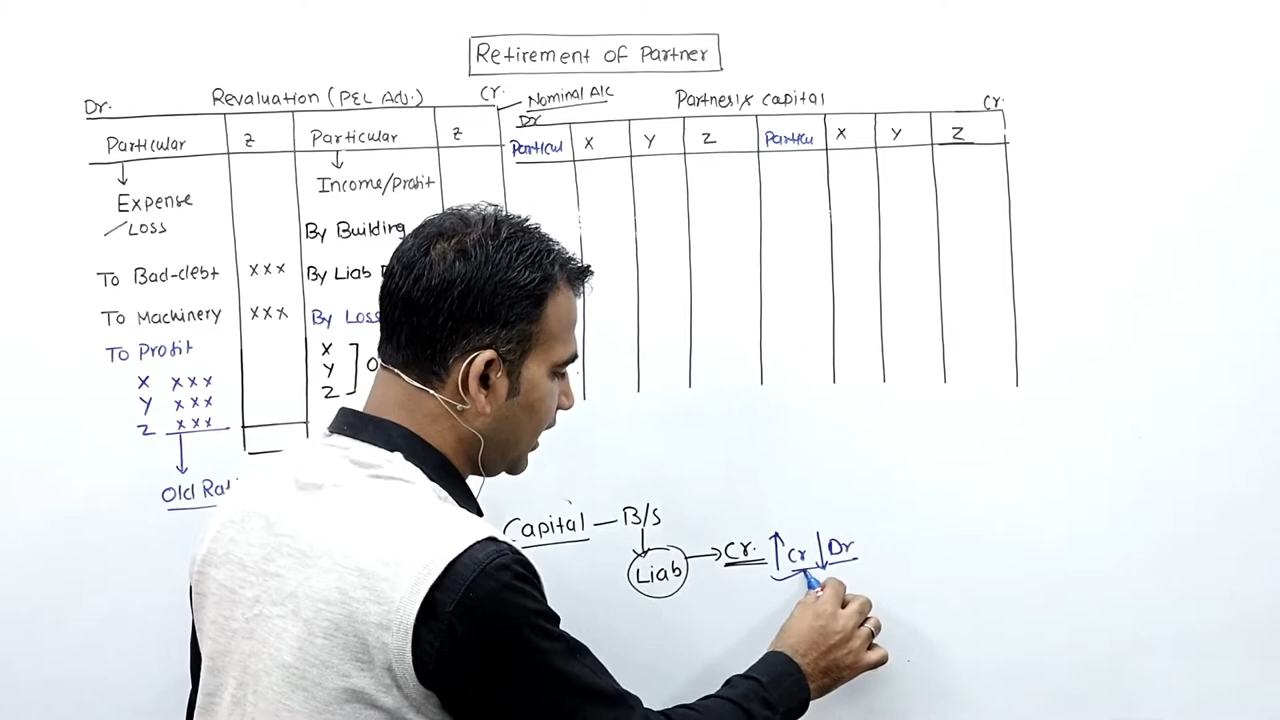 Retirement of Partner
Dr. Revaluation (P&L Adj.) Cr.
Particular z Particular z
Expense
/Loss
To Bad-debt xxx
To Machinery xxx
To Profit
X xxx
Y xxx
Z xxx
Old
Income/Profit
By Building
By Liab
By Loss
X
Y
Z
Nominal A/c
Partner's capital Cr.
Dr
Particul X Y Z Particu X Y Z
Capital — B/s
Liab → Cr. ↑ Cr ↓ Dr